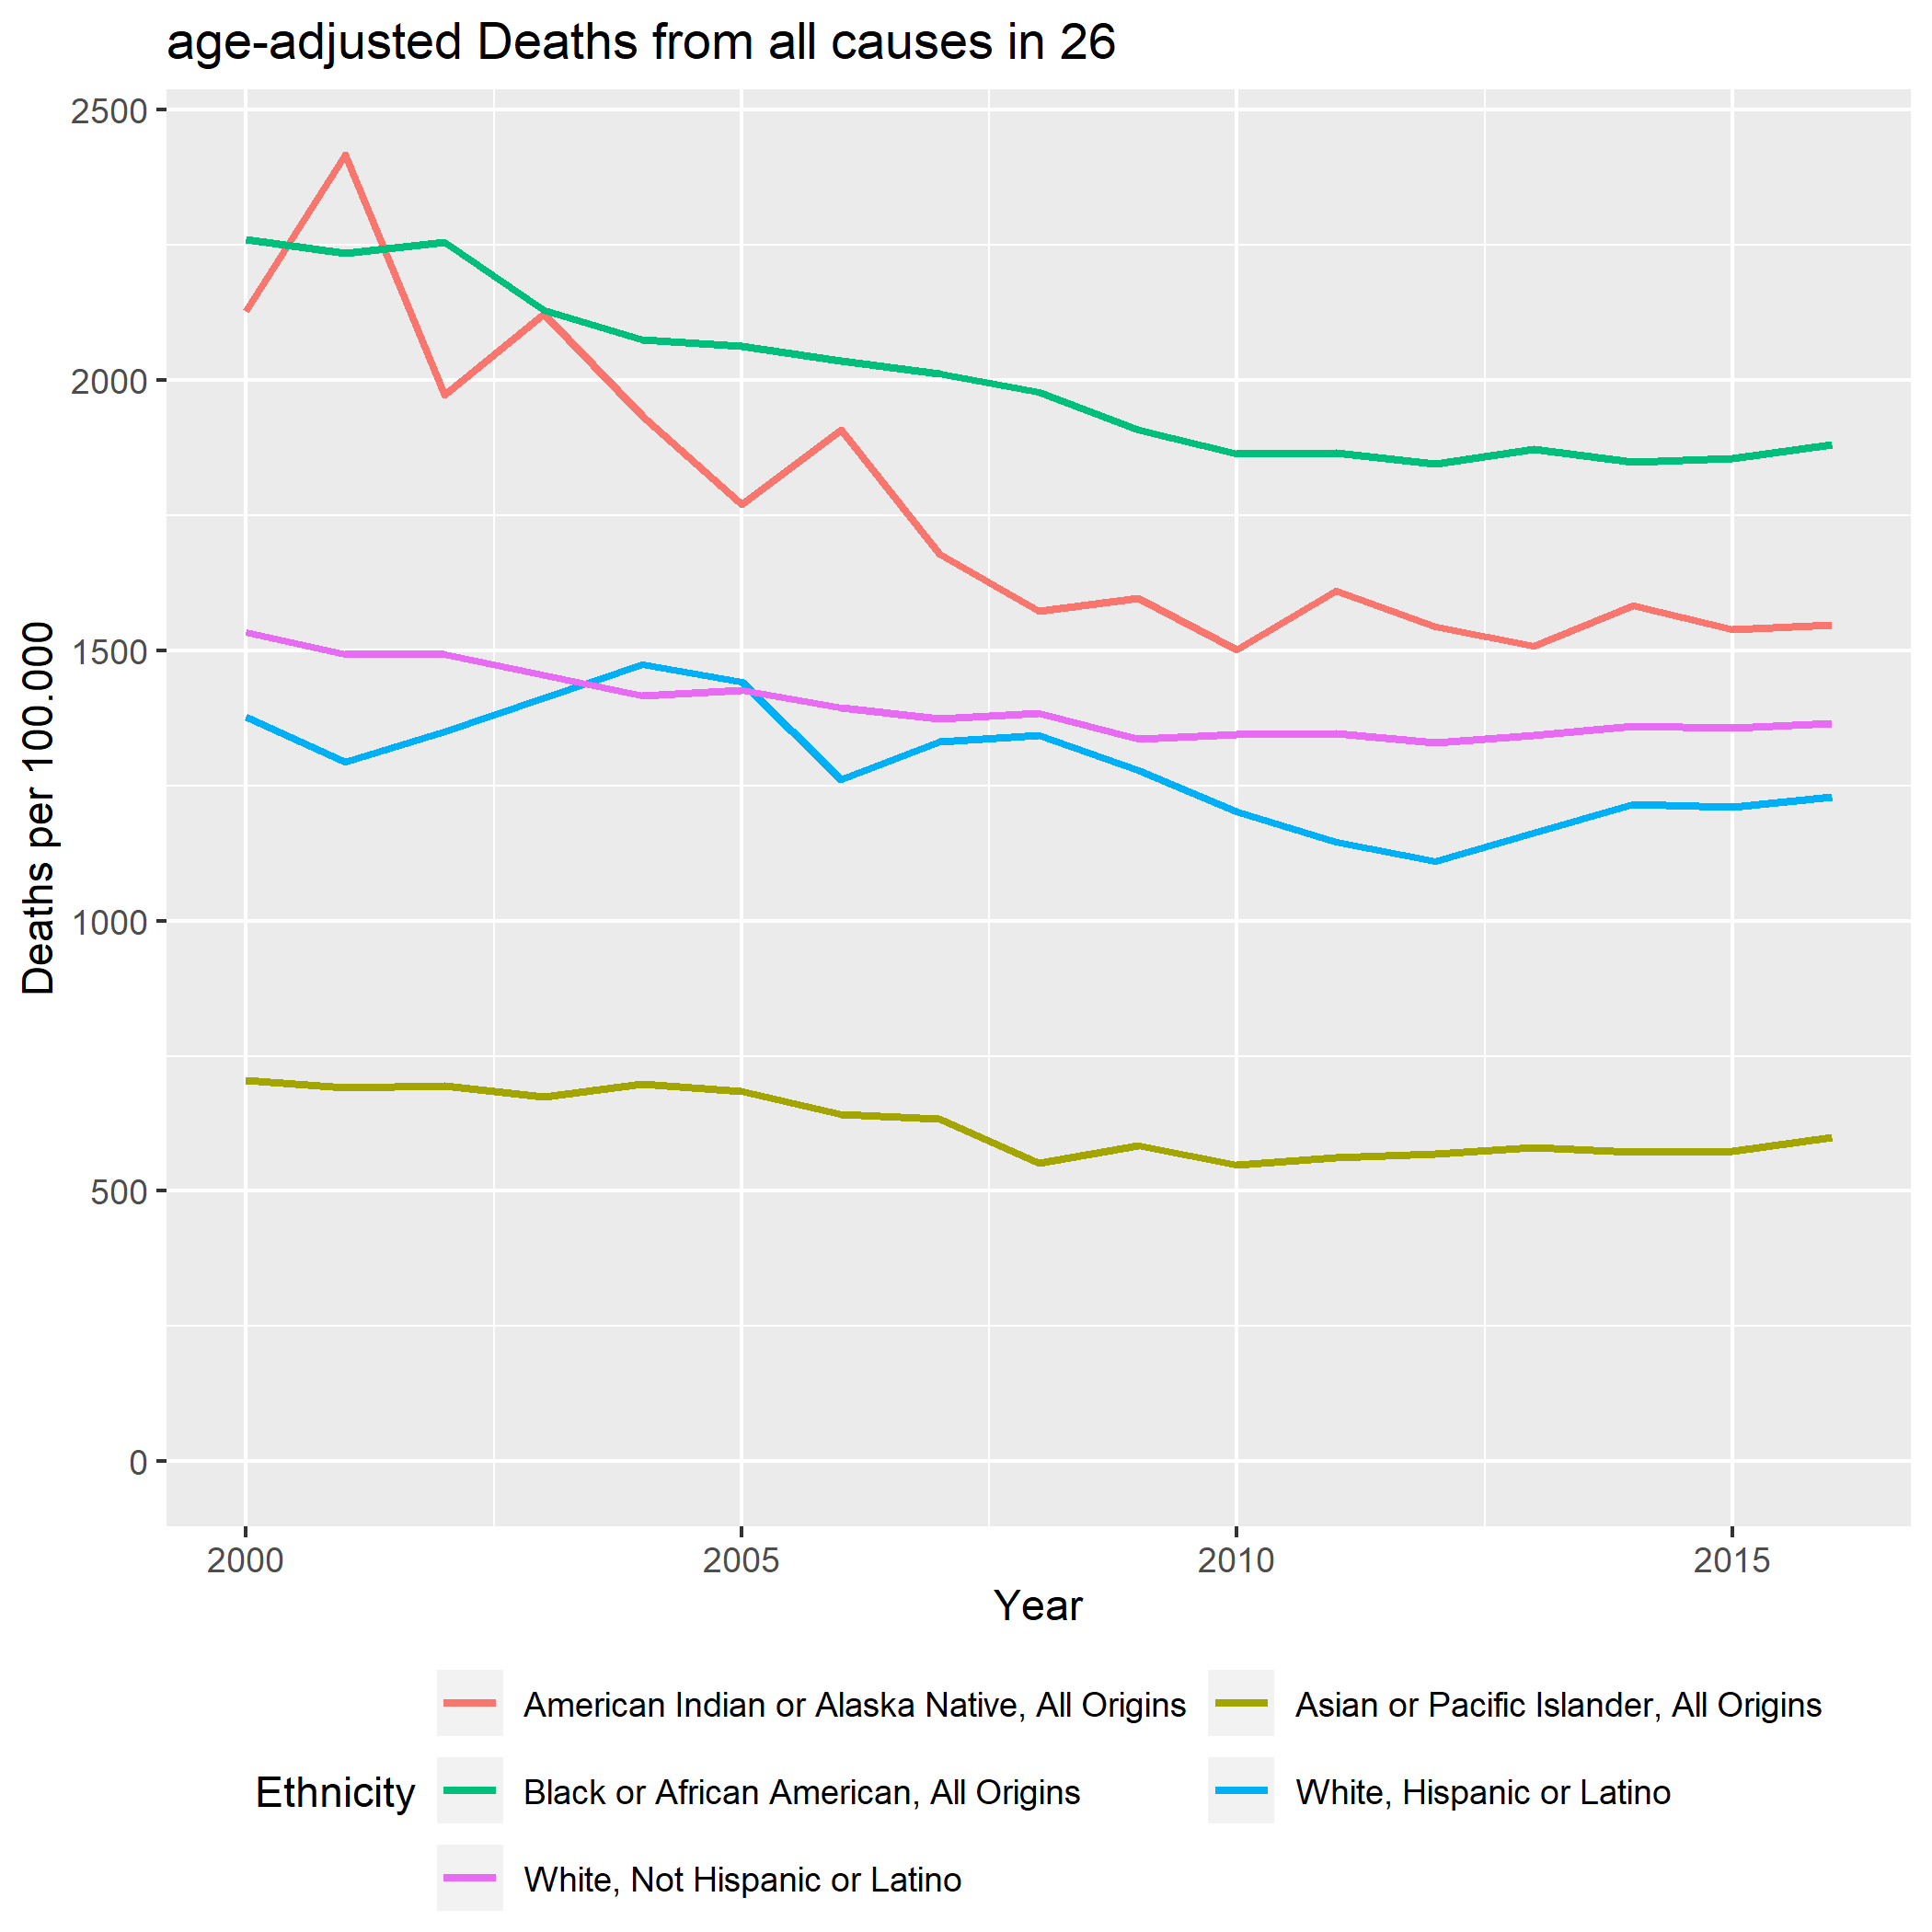 age-adjusted Deaths from all causes in 26
Deaths per 100.000
2500
2000
1500
1000
500
0
2000 2005 2010 2015
Year
Ethnicity
American Indian or Alaska Native, All Origins
Asian or Pacific Islander, All Origins
Black or African American, All Origins
White, Hispanic or Latino
White, Not Hispanic or Latino